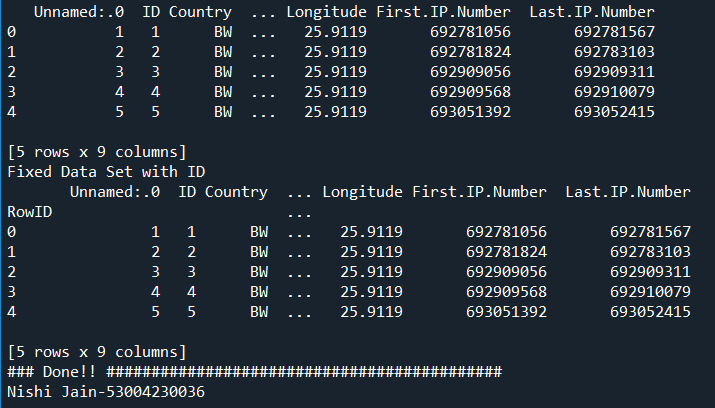 Unnamed:.0 ID Country ... Longitude First.IP.Number Last.IP.Number
0 1 1 BW ... 25.9119 692781056 692781567
1 2 2 BW ... 25.9119 692781824 692783103
2 3 3 BW ... 25.9119 692909056 692909311
3 4 4 BW ... 25.9119 692909568 692910079
4 5 5 BW ... 25.9119 693051392 693052415
[5 rows x 9 columns]
Fixed Data Set with ID
Unnamed:.0 ID Country ... Longitude First.IP.Number Last.IP.Number
RowID ...
0 1 1 BW ... 25.9119 692781056 692781567
1 2 2 BW ... 25.9119 692781824 692783103
2 3 3 BW ... 25.9119 692909056 692909311
3 4 4 BW ... 25.9119 692909568 692910079
4 5 5 BW ... 25.9119 693051392 693052415
[5 rows x 9 columns]
### Done!! ############################################
Nishi Jain-53004230036